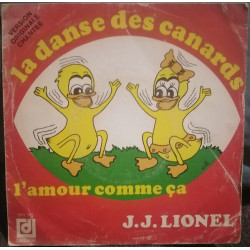 VERSION
ORIGINALE
CHANTÉE
la danse des canards
l'amour comme ça
J.J. LIONEL